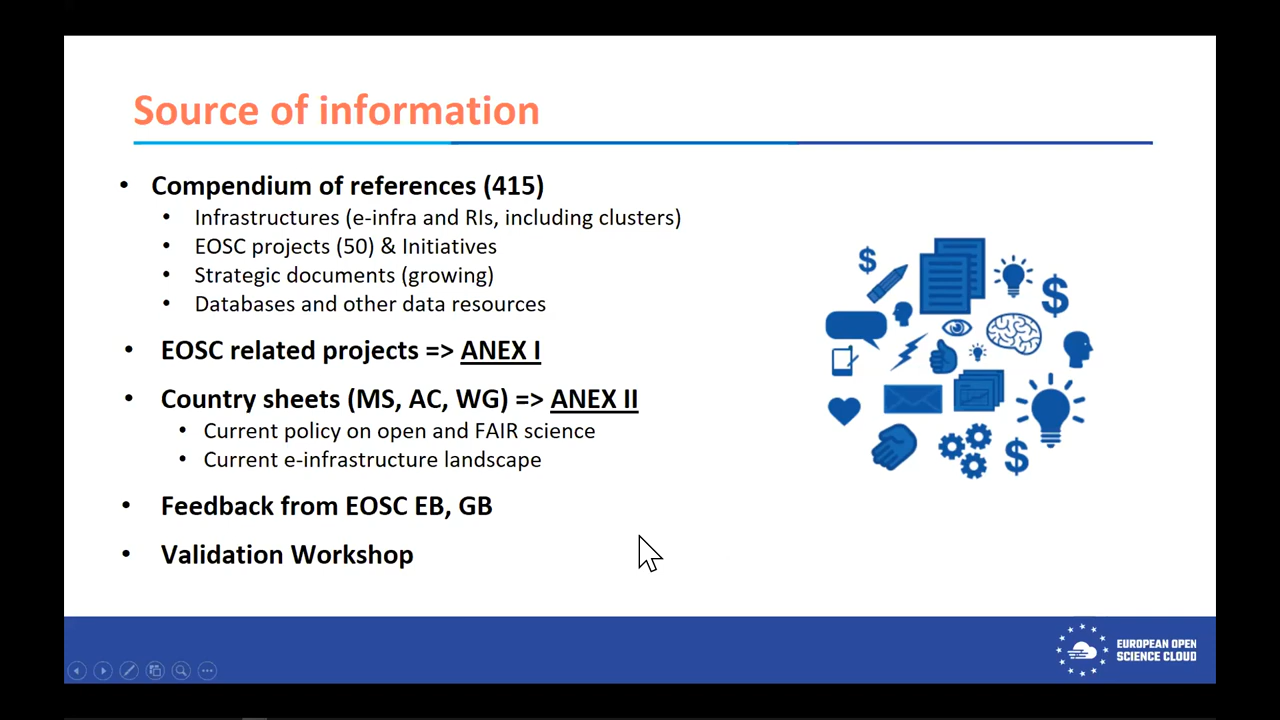 Source of information
• Compendium of references (415)
• Infrastructures (e-infra and RIs, including clusters)
• EOSC projects (50) & Initiatives
• Strategic documents (growing)
• Databases and other data resources
• EOSC related projects => ANEX I
• Country sheets (MS, AC, WG) => ANEX II
• Current policy on open and FAIR science
• Current e-infrastructure landscape
• Feedback from EOSC EB, GB
• Validation Workshop
$
$
$
EUROPEAN OPEN
SCIENCE CLOUD